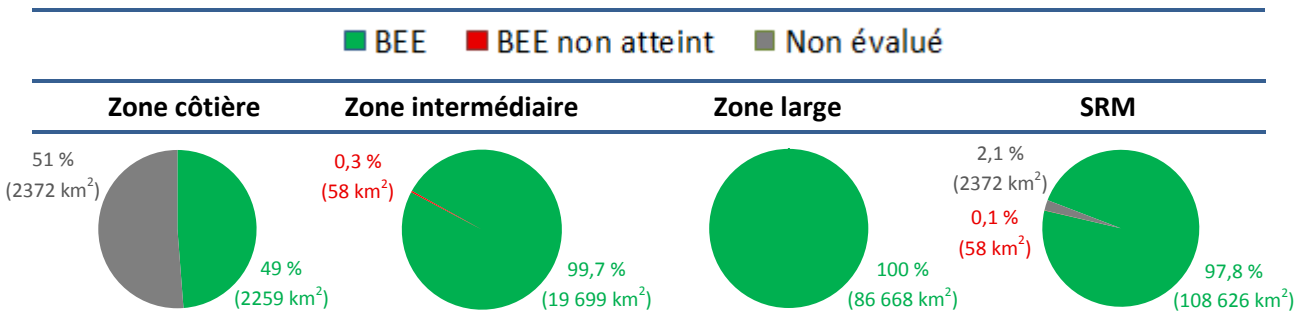 BEE BEE non atteint Non évalué
Zone côtière Zone intermédiaire Zone large SRM
51 %
(2372 km²)
49 %
(2259 km²)
0,3 %
(58 km²)
99,7 %
(19 699 km²)
100 %
(86 668 km²)
2,1 %
(2372 km²)
0,1 %
(58 km²)
97,8 %
(108 626 km²)